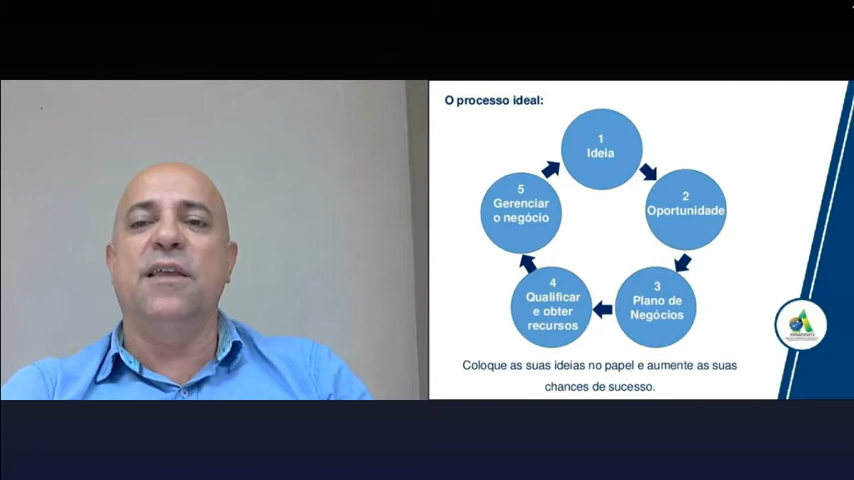 O processo ideal:
1
Ideia
2
Oportunidade
3
Plano de
Negócios
4
Qualificar
e obter
recursos
5
Gerenciar
o negócio
Coloque as suas ideias no papel e aumente as suas
chances de sucesso.